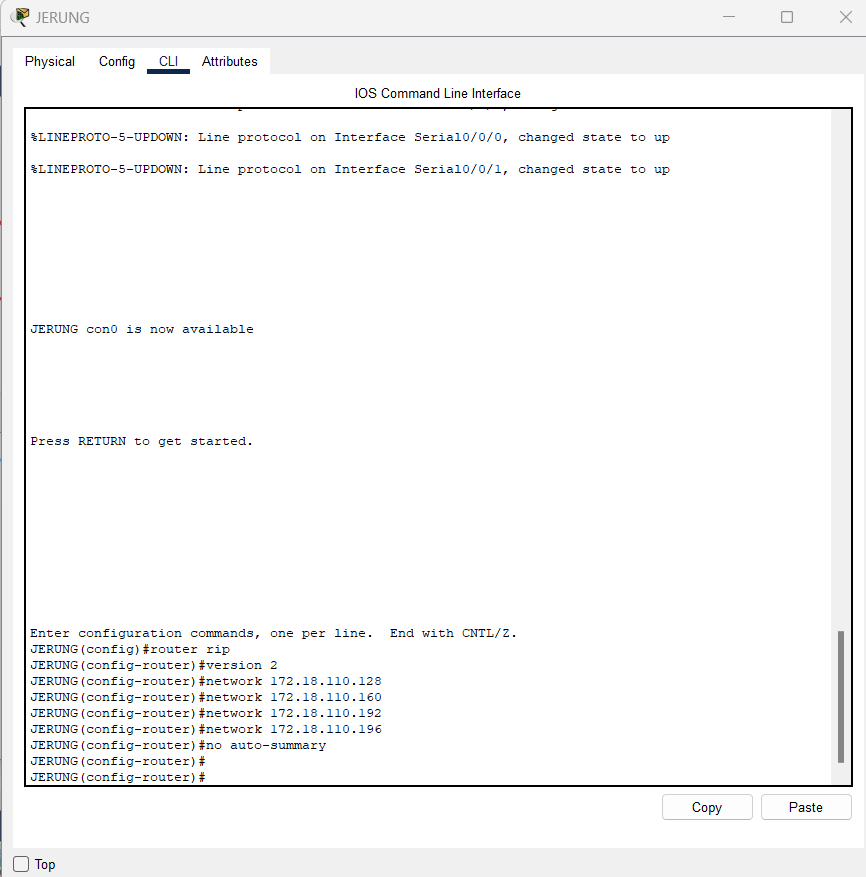 JERUNG
Physical Config CLI Attributes
IOS Command Line Interface
%LINEPROTO-5-UPDOWN: Line protocol on Interface Serial0/0/0, changed state to up
%LINEPROTO-5-UPDOWN: Line protocol on Interface Serial0/0/1, changed state to up
JERUNG con0 is now available
Press RETURN to get started.
Enter configuration commands, one per line.  End with CNTL/Z.
JERUNG(config)#router rip
JERUNG(config-router)#version 2
JERUNG(config-router)#network 172.18.110.128
JERUNG(config-router)#network 172.18.110.160
JERUNG(config-router)#network 172.18.110.192
JERUNG(config-router)#network 172.18.110.196
JERUNG(config-router)#no auto-summary
JERUNG(config-router)#
JERUNG(config-router)#
Copy Paste
Top